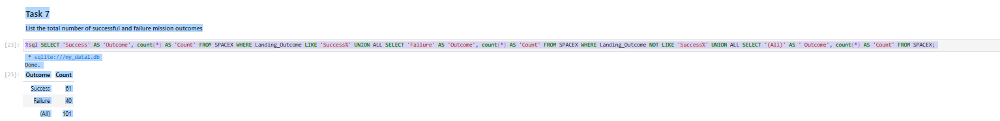 Task 7
List the total number of successful and failure mission outcomes
[23]: %sql SELECT 'Success' AS 'Outcome', count(*) AS 'Count' FROM SPACEX WHERE Landing_Outcome LIKE 'Success%' UNION ALL SELECT 'Failure' AS 'Outcome', count(*) AS 'Count' FROM SPACEX WHERE Landing_Outcome NOT LIKE 'Success%' UNION ALL SELECT '(All)' AS ' Outcome', count(*) AS 'Count' FROM SPACEX;
* sqlite:///my_data1.db
Done.
[23]: Outcome Count
Success 61
Failure 40
(All) 101